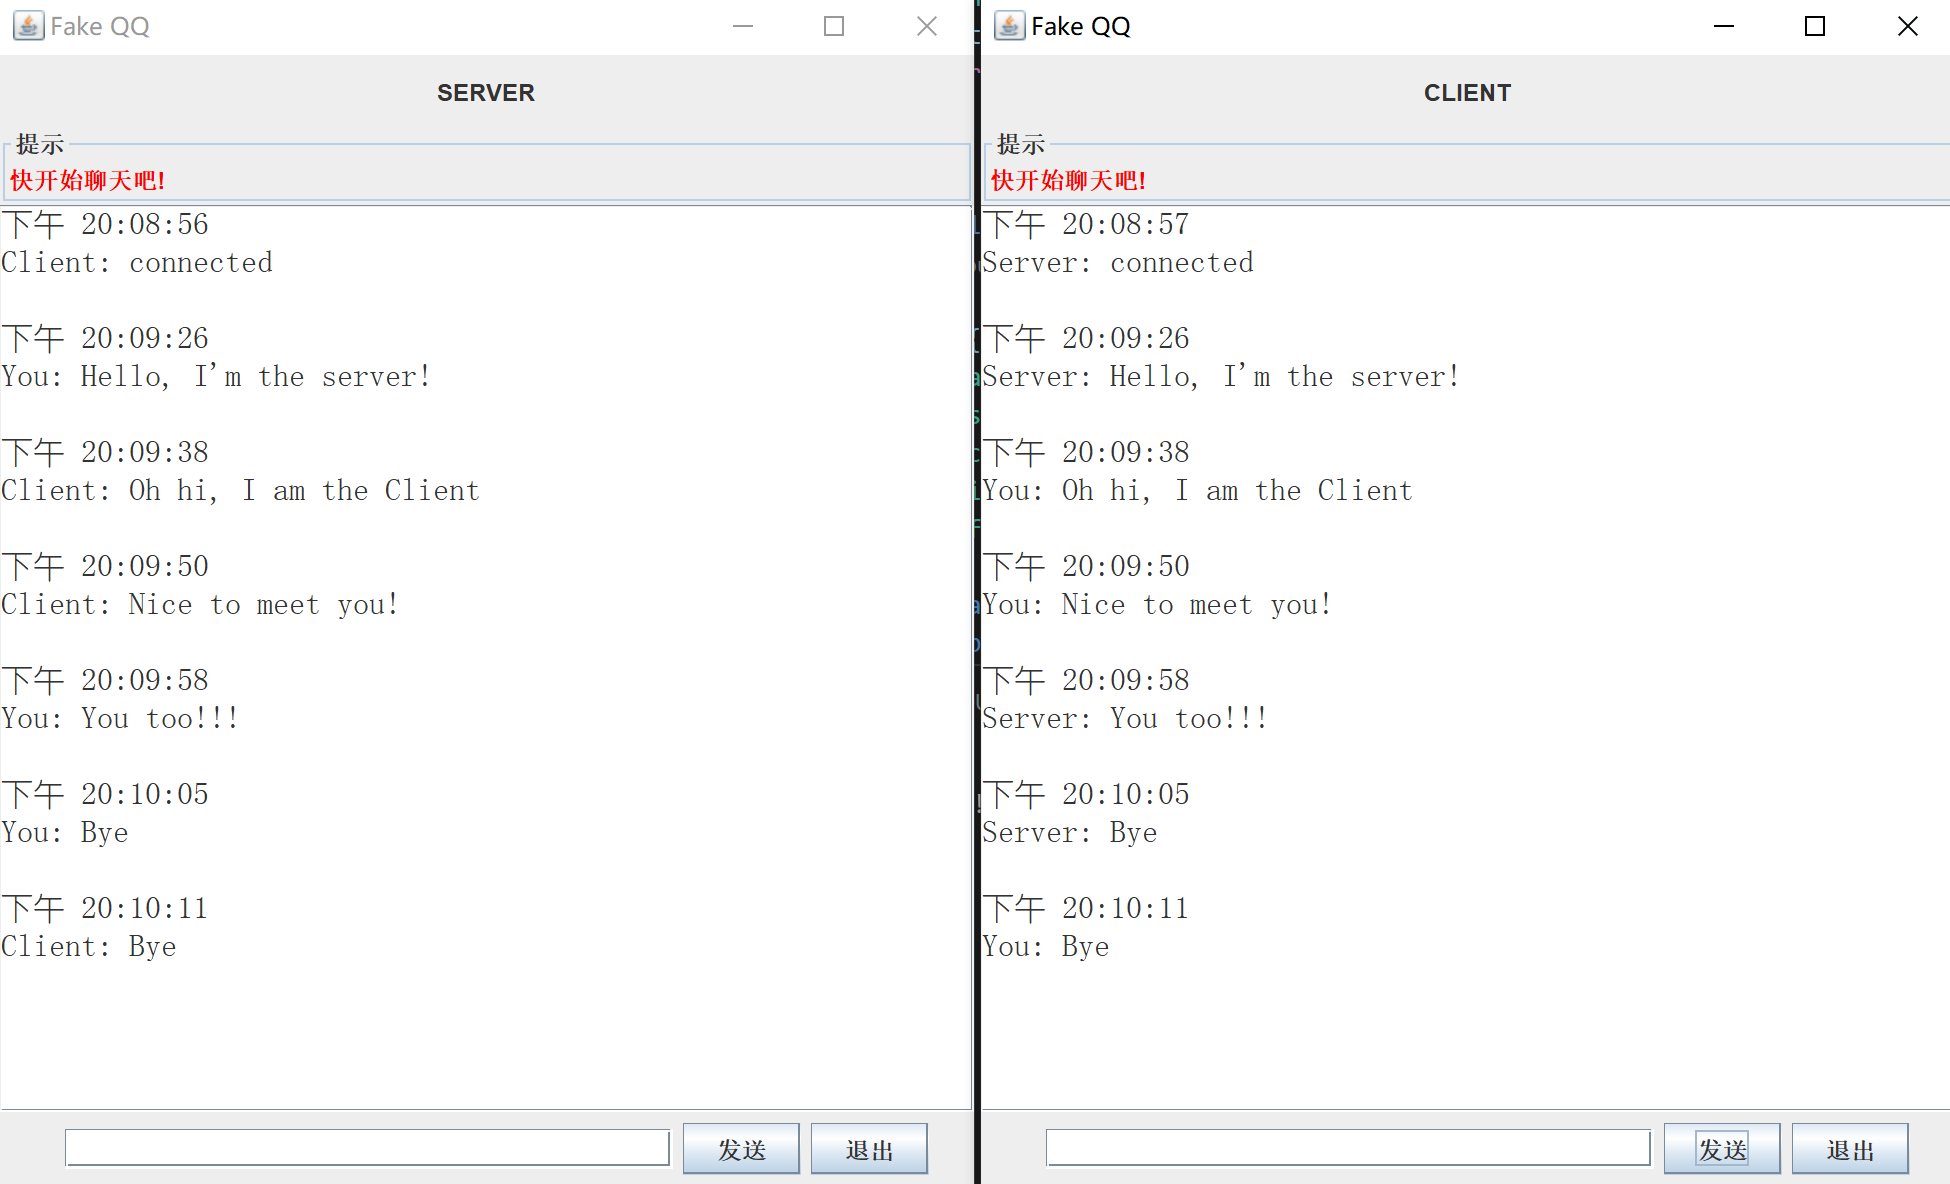 Fake QQ
SERVER
提示
快开始聊天吧!
下午 20:08:56
Client: connected
下午 20:09:26
You: Hello, I'm the server!
下午 20:09:38
Client: Oh hi, I am the Client
下午 20:09:50
Client: Nice to meet you!
下午 20:09:58
You: You too!!!
下午 20:10:05
You: Bye
下午 20:10:11
Client: Bye
发送
退出
Fake QQ
CLIENT
提示
快开始聊天吧!
下午 20:08:57
Server: connected
下午 20:09:26
Server: Hello, I'm the server!
下午 20:09:38
You: Oh hi, I am the Client
下午 20:09:50
You: Nice to meet you!
下午 20:09:58
Server: You too!!!
下午 20:10:05
Server: Bye
下午 20:10:11
You: Bye
发送
退出